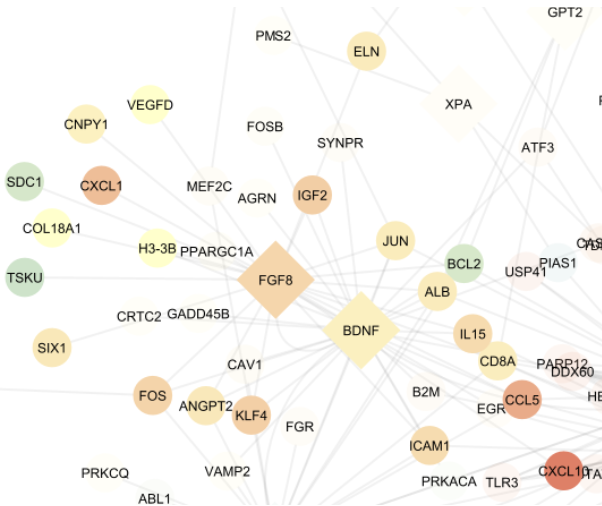 GPT2
PMS2
ELN
VEGFD
XPA
CNPY1
FOSB
SYNPR
ATF3
SDC1
CXCL1
MEF2C
AGRN
IGF2
COL18A1
H3-3B
PPARGC1A
JUN
BCL2
USP41
PIAS1
TSKU
FGF8
ALB
CRTC2
GADD45B
BDNF
IL15
SIX1
CAV1
CD8A
PARP12
DDX60
FOS
ANGPT2
KLF4
B2M
EGR
CCL5
FGR
ICAM1
PRKCQ
VAMP2
PRKACA
TLR3
CXCL10
ABL1